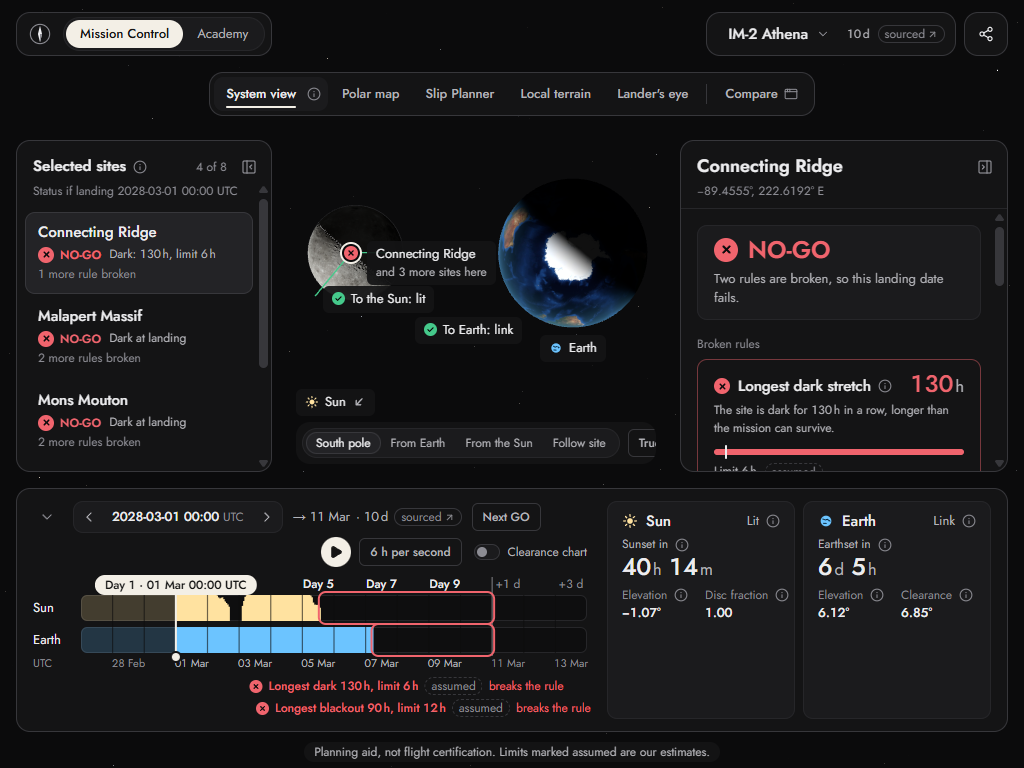 Mission Control
Academy
IM-2 Athena
10 d
sourced ↗
System view
Polar map
Slip Planner
Local terrain
Lander's eye
Compare
Selected sites
4 of 8
Status if landing 2028-03-01 00:00 UTC
Connecting Ridge
NO-GO Dark: 130 h, limit 6 h
1 more rule broken
Malapert Massif
NO-GO Dark at landing
2 more rules broken
Mons Mouton
NO-GO Dark at landing
2 more rules broken
Connecting Ridge
and 3 more sites here
To the Sun: lit
To Earth: link
Earth
Sun ↙
South pole
From Earth
From the Sun
Follow site
Connecting Ridge
−89.4555°, 222.6192° E
NO-GO
Two rules are broken, so this landing date
fails.
Broken rules
Longest dark stretch 130 h
The site is dark for 130 h in a row, longer than
the mission can survive.
Limit 6 h assumed
2028-03-01 00:00 UTC
→ 11 Mar · 10 d sourced ↗
Next GO
6 h per second
Clearance chart
Day 1 · 01 Mar 00:00 UTC
Day 5
Day 7
Day 9
+1 d
+3 d
Sun
Earth
UTC
28 Feb
01 Mar
03 Mar
05 Mar
07 Mar
09 Mar
11 Mar
13 Mar
Longest dark 130 h, limit 6 h assumed breaks the rule
Longest blackout 90 h, limit 12 h assumed breaks the rule
Sun
Lit
Sunset in
40 h 14 m
Elevation
Disc fraction
−1.07°
1.00
Earth
Link
Earthset in
6 d 5 h
Elevation
Clearance
6.12°
6.85°
Planning aid, not flight certification. Limits marked assumed are our estimates.